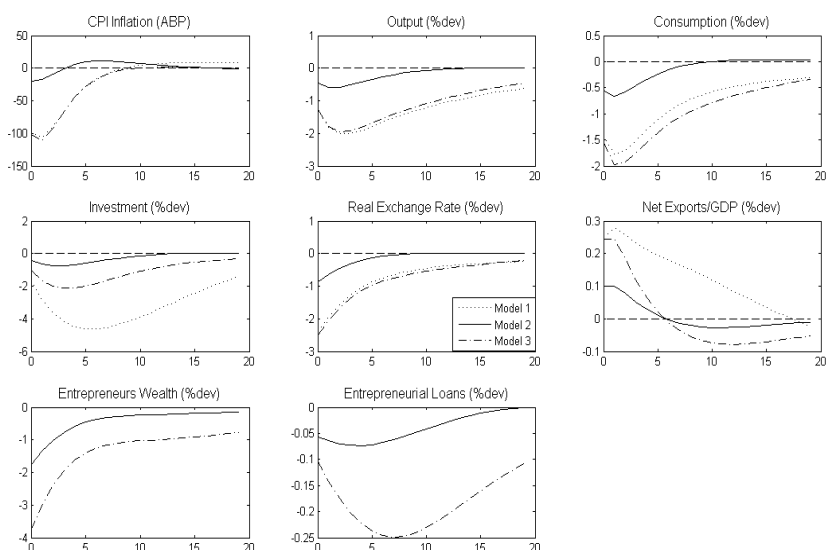 CPI Inflation (ABP)
50
0
-50
-100
-150
0 5 10 15 20
Output (%dev)
1
0
-1
-2
-3
0 5 10 15 20
Consumption (%dev)
0.5
0
-0.5
-1
-1.5
-2
0 5 10 15 20
Investment (%dev)
2
0
-2
-4
-6
0 5 10 15 20
Real Exchange Rate (%dev)
1
0
-1
-2
-3
0 5 10 15 20
Model 1
Model 2
Model 3
Net Exports/GDP (%dev)
0.3
0.2
0.1
0
-0.1
0 5 10 15 20
Entrepreneurs Wealth (%dev)
0
-1
-2
-3
-4
0 5 10 15 20
Entrepreneurial Loans (%dev)
0
-0.05
-0.1
-0.15
-0.2
-0.25
0 5 10 15 20